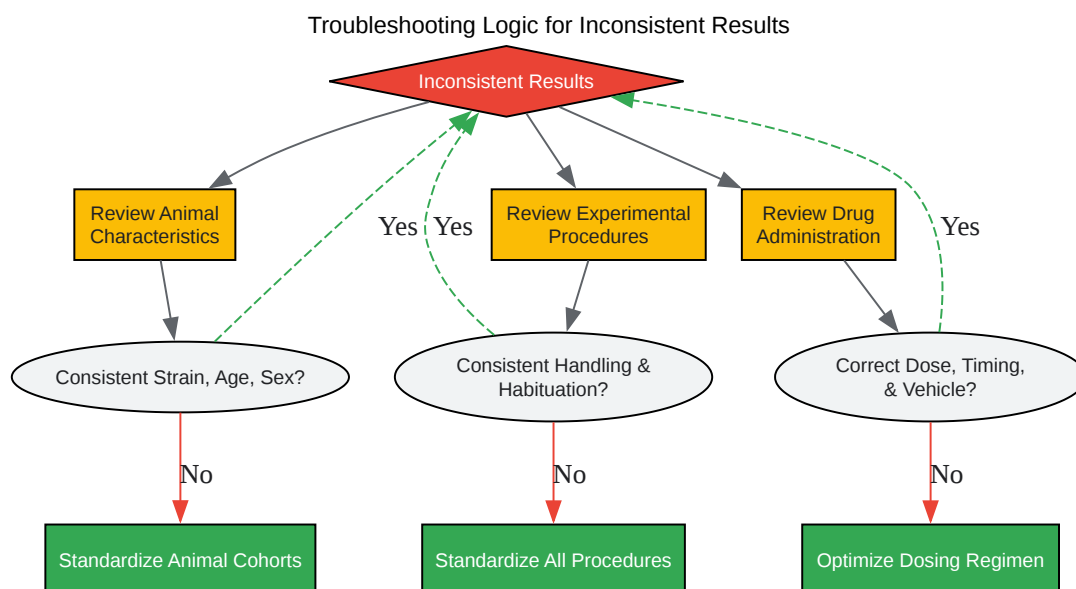 Troubleshooting Logic for Inconsistent Results
Inconsistent Results
Review Animal
Characteristics
Review Experimental
Procedures
Review Drug
Administration
Yes
Yes
Yes
Consistent Strain, Age, Sex?
Consistent Handling &
Habituation?
Correct Dose, Timing,
& Vehicle?
No
No
No
Standardize Animal Cohorts
Standardize All Procedures
Optimize Dosing Regimen